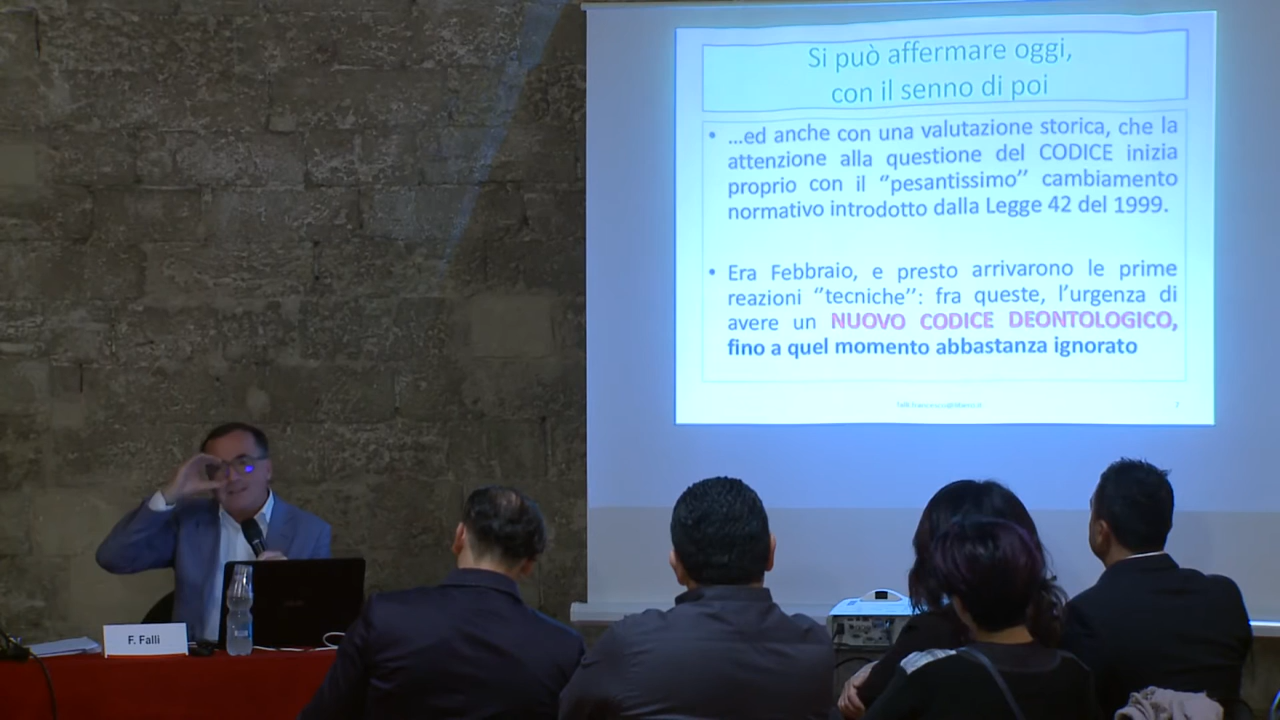 Si può affermare oggi,
con il senno di poi
• ...ed anche con una valutazione storica, che la
attenzione alla questione del CODICE inizia
proprio con il ‘‘pesantissimo’’ cambiamento
normativo introdotto dalla Legge 42 del 1999.
• Era Febbraio, e presto arrivarono le prime
reazioni ‘‘tecniche’’: fra queste, l’urgenza di
avere un NUOVO CODICE DEONTOLOGICO,
fino a quel momento abbastanza ignorato
F. Falli